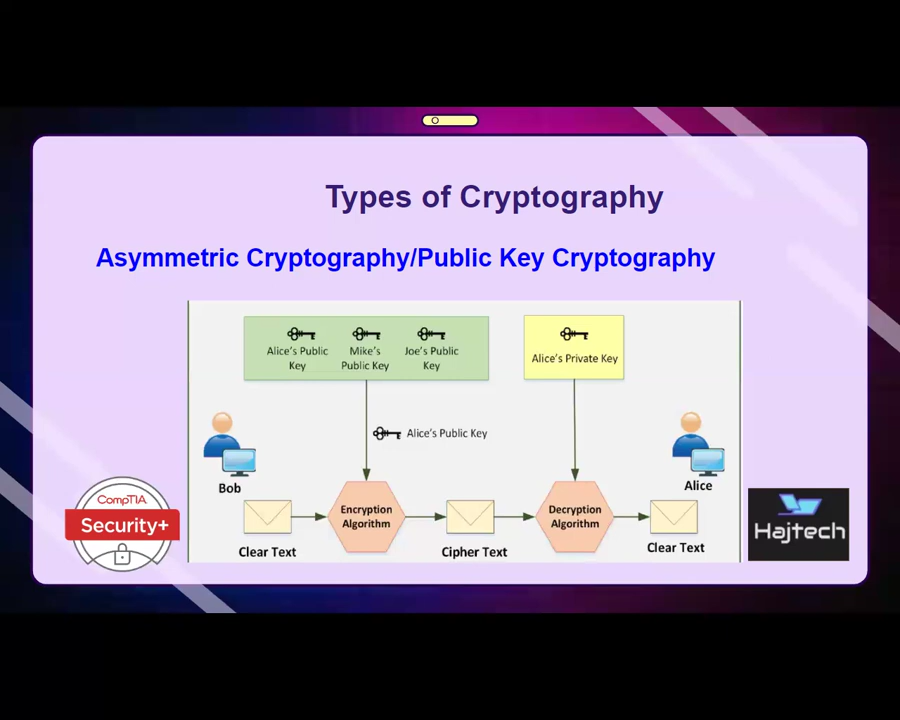 Types of Cryptography
Asymmetric Cryptography/Public Key Cryptography
Alice's Public
Key
Mike's
Public Key
Joe's Public
Key
Alice's Private Key
Alice's Public Key
Bob
Alice
Encryption
Algorithm
Decryption
Algorithm
Clear Text
Cipher Text
Clear Text
CompTIA
Security+
Hajtech